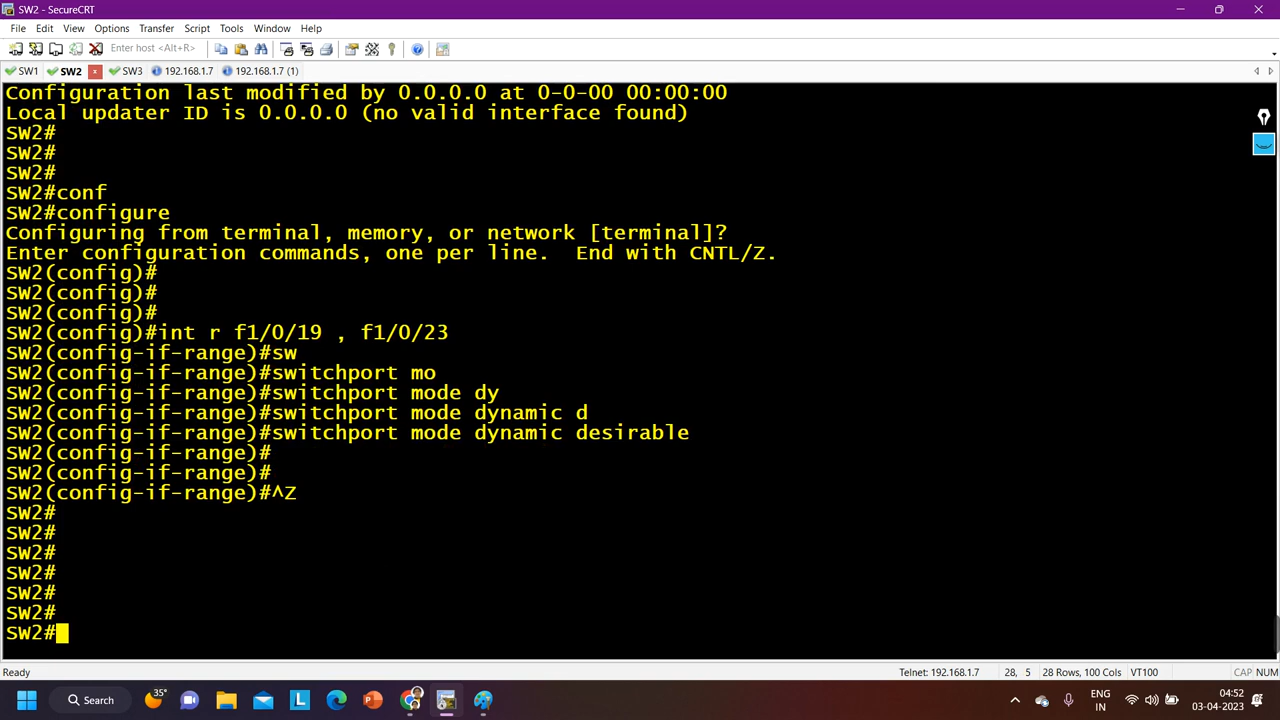 SW2 - SecureCRT
File Edit View Options Transfer Script Tools Window Help
Enter host <Alt+R>
SW1 SW2 x SW3 192.168.1.7 192.168.1.7 (1)
Configuration last modified by 0.0.0.0 at 0-0-00 00:00:00
Local updater ID is 0.0.0.0 (no valid interface found)
SW2#
SW2#
SW2#
SW2#conf
SW2#configure
Configuring from terminal, memory, or network [terminal]?
Enter configuration commands, one per line.  End with CNTL/Z.
SW2(config)#
SW2(config)#
SW2(config)#
SW2(config)#int r f1/0/19 , f1/0/23
SW2(config-if-range)#sw
SW2(config-if-range)#switchport mo
SW2(config-if-range)#switchport mode dy
SW2(config-if-range)#switchport mode dynamic d
SW2(config-if-range)#switchport mode dynamic desirable
SW2(config-if-range)#
SW2(config-if-range)#
SW2(config-if-range)#^Z
SW2#
SW2#
SW2#
SW2#
SW2#
SW2#
SW2#
Ready Telnet: 192.168.1.7 28, 5 28 Rows, 100 Cols VT100 CAP NUM
Search 35° L P ENG IN 04:52 03-04-2023